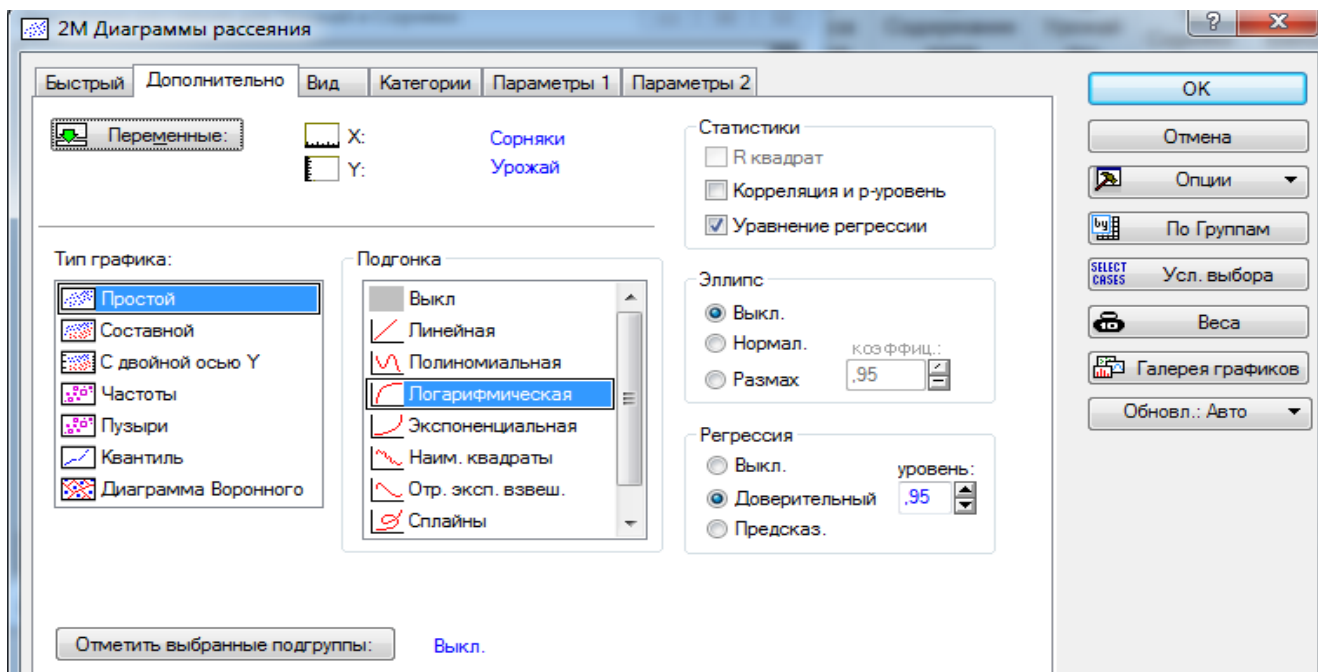 2М Диаграммы рассеяния
Быстрый Дополнительно Вид Категории Параметры 1 Параметры 2
Переменные:
X: Сорняки
Y: Урожай
Тип графика:
Простой
Составной
С двойной осью Y
Частоты
Пузыри
Квантиль
Диаграмма Воронного
Подгонка
Выкл
Линейная
Полиномиальная
Логарифмическая
Экспоненциальная
Наим. квадраты
Отр. эксп. взвеш.
Сплайны
Статистики
R квадрат
Корреляция и p-уровень
Уравнение регрессии
Эллипс
Выкл.
Нормал.
Размах
коэффиц.:
,95
Регрессия
Выкл.
Доверительный
Предсказ.
уровень:
,95
Отметить выбранные подгруппы: Выкл.
OK
Отмена
Опции
by По Группам
SELECT CASES Усл. выбора
Веса
Галерея графиков
Обновл.: Авто